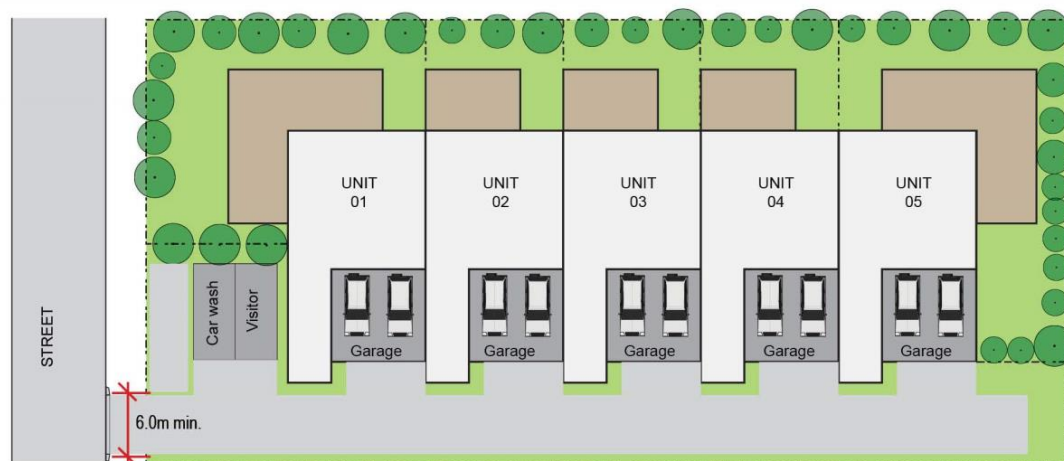 UNIT
01
UNIT
02
UNIT
03
UNIT
04
UNIT
05
STREET
Car wash
Visitor
Garage
Garage
Garage
Garage
Garage
6.0m min.